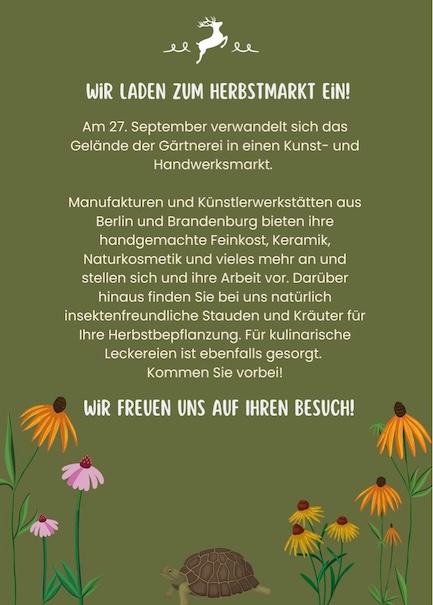 WIR LADEN ZUM HERBSTMARKT EIN!
Am 27. September verwandelt sich das
Gelände der Gärtnerei in einen Kunst- und
Handwerksmarkt.
Manufakturen und Künstlerwerkstätten aus
Berlin und Brandenburg bieten ihre
handgemachte Feinkost, Keramik,
Naturkosmetik und vieles mehr an und
stellen sich und ihre Arbeit vor. Darüber
hinaus finden Sie bei uns natürlich
insektenfreundliche Stauden und Kräuter für
Ihre Herbstbepflanzung. Für kulinarische
Leckereien ist ebenfalls gesorgt.
Kommen Sie vorbei!
WIR FREUEN UNS AUF IHREN BESUCH!